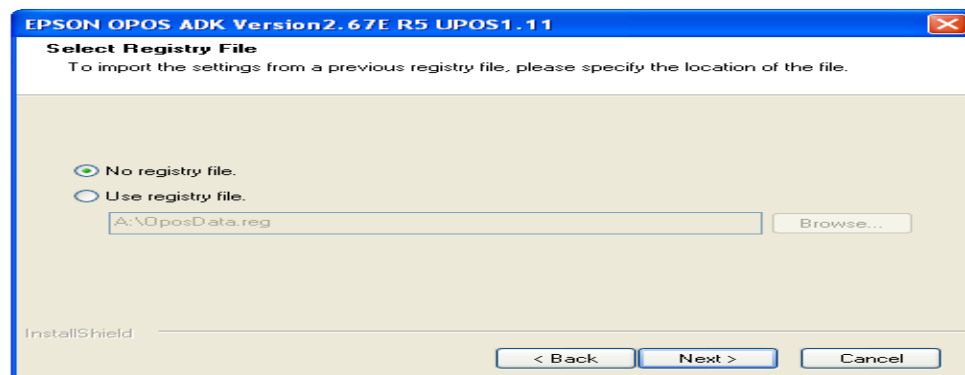 EPSON OPOS ADK Version2.67E R5 UPOS1.11
Select Registry File
To import the settings from a previous registry file, please specify the location of the file.
No registry file.
Use registry file.
A:\OposData.reg
Browse...
InstallShield
< Back
Next >
Cancel